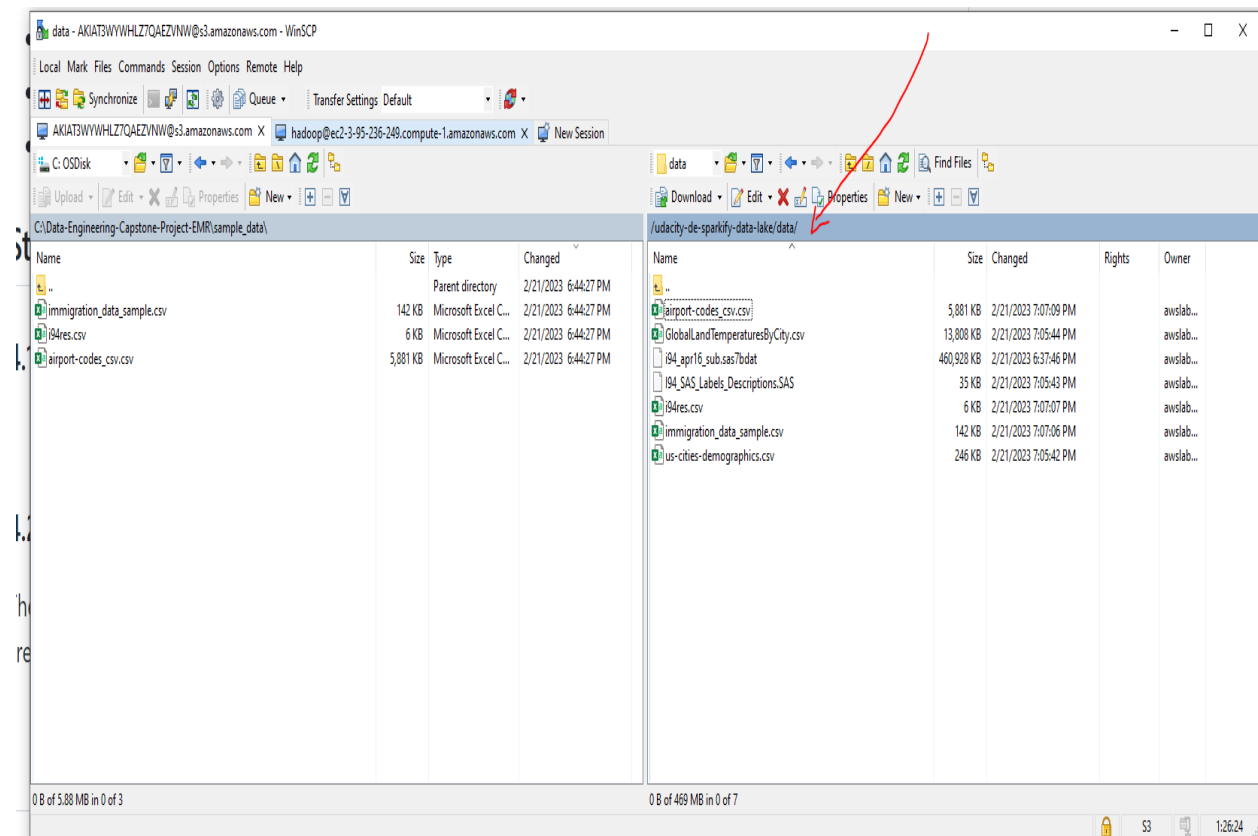 data - AKIAT3WYWHLZ7QAEZVNW@s3.amazonaws.com - WinSCP
Local Mark Files Commands Session Options Remote Help
Synchronize Queue Transfer Settings Default
AKIAT3WYWHLZ7QAEZVNW@s3.amazonaws.com X hadoop@ec2-3-95-236-249.compute-1.amazonaws.com X New Session
C: OSDisk data Find Files
Upload Edit Properties New Download Edit Properties New
C:\Data-Engineering-Capstone-Project-EMR\sample_data\ /udacity-de-sparkify-data-lake/data/
Name Size Type Changed Name Size Changed Rights Owner
.. Parent directory 2/21/2023 6:44:27 PM ..
immigration_data_sample.csv 142 KB Microsoft Excel C... 2/21/2023 6:44:27 PM airport-codes_csv.csv 5,881 KB 2/21/2023 7:07:09 PM awslab...
i94res.csv 6 KB Microsoft Excel C... 2/21/2023 6:44:27 PM GlobalLandTemperaturesByCity.csv 13,808 KB 2/21/2023 7:05:44 PM awslab...
airport-codes_csv.csv 5,881 KB Microsoft Excel C... 2/21/2023 6:44:27 PM i94_apr16_sub.sas7bdat 460,928 KB 2/21/2023 6:37:46 PM awslab...
I94_SAS_Labels_Descriptions.SAS 35 KB 2/21/2023 7:05:43 PM awslab...
i94res.csv 6 KB 2/21/2023 7:07:07 PM awslab...
immigration_data_sample.csv 142 KB 2/21/2023 7:07:06 PM awslab...
us-cities-demographics.csv 246 KB 2/21/2023 7:05:42 PM awslab...
0 B of 5.88 MB in 0 of 3 0 B of 469 MB in 0 of 7
S3 1:26:24